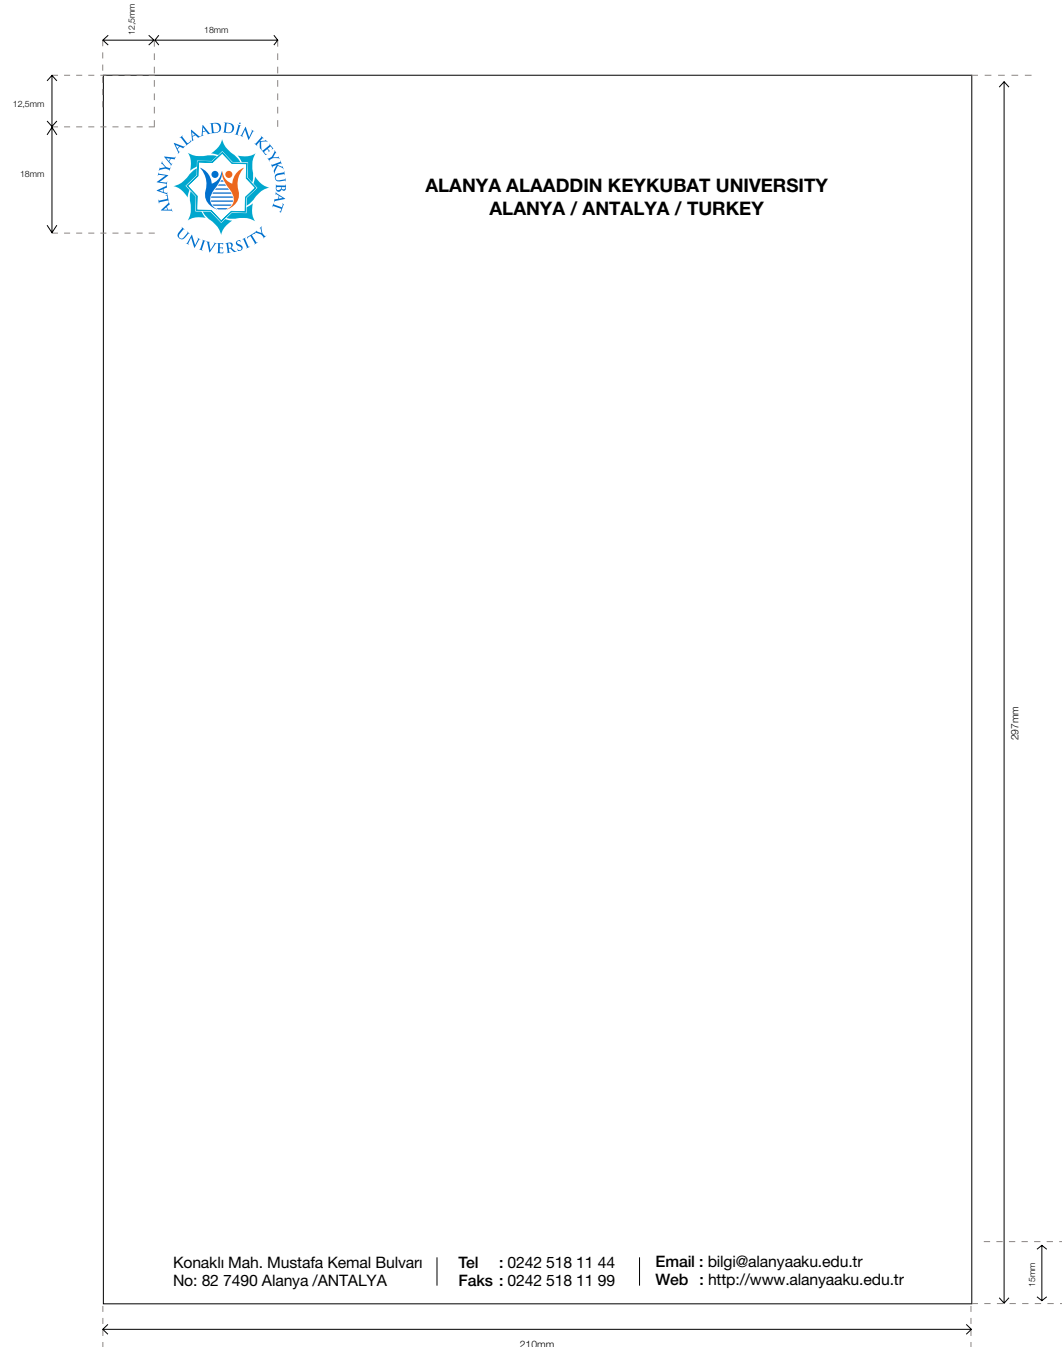 12,5mm
18mm
12,5mm
18mm
ALANYA ALAADDİN KEYKUBAT
UNIVERSITY
ALANYA ALAADDIN KEYKUBAT UNIVERSITY
ALANYA / ANTALYA / TURKEY
297mm
Konaklı Mah. Mustafa Kemal Bulvarı
No: 82 7490 Alanya /ANTALYA
Tel : 0242 518 11 44
Faks : 0242 518 11 99
Email : bilgi@alanyaaku.edu.tr
Web : http://www.alanyaaku.edu.tr
15mm
210mm